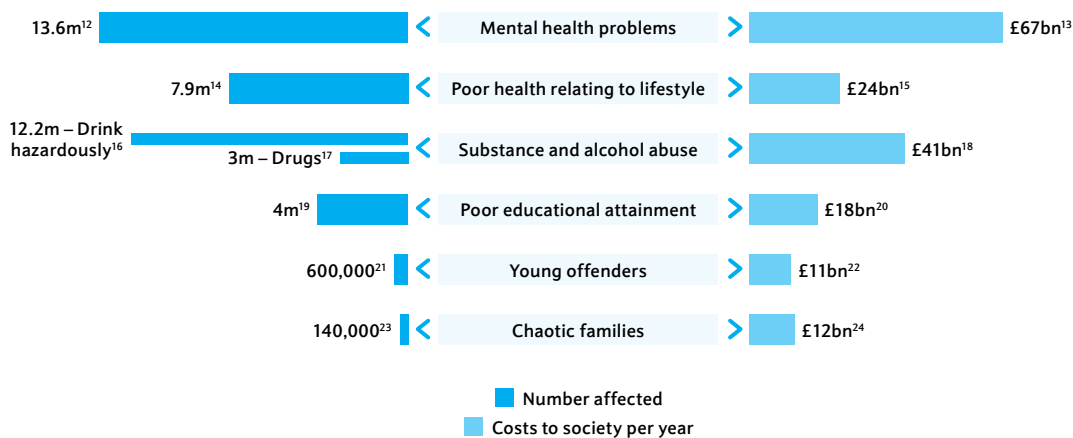 13.6m¹² Mental health problems £67bn¹³
7.9m¹⁴ Poor health relating to lifestyle £24bn¹⁵
12.2m – Drink
hazardously¹⁶
3m – Drugs¹⁷
Substance and alcohol abuse £41bn¹⁸
4m¹⁹ Poor educational attainment £18bn²⁰
600,000²¹ Young offenders £11bn²²
140,000²³ Chaotic families £12bn²⁴
Number affected
Costs to society per year